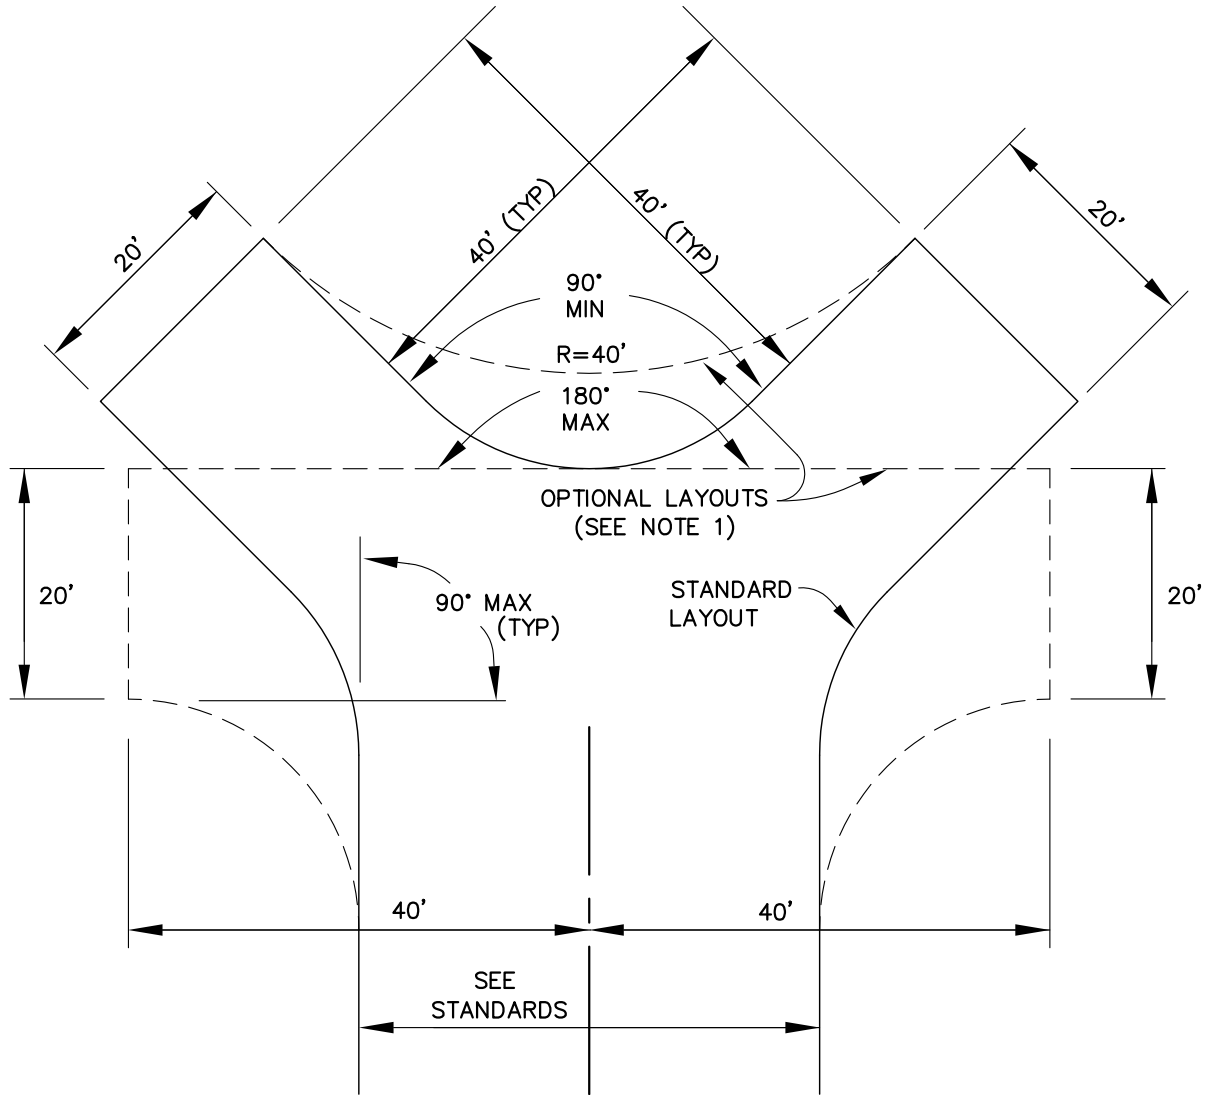 20'
40' (TYP)
40' (TYP)
20'
90°
MIN
R=40'
180°
MAX
OPTIONAL LAYOUTS
(SEE NOTE 1)
20'
90° MAX
(TYP)
STANDARD
LAYOUT
20'
40'
40'
SEE
STANDARDS